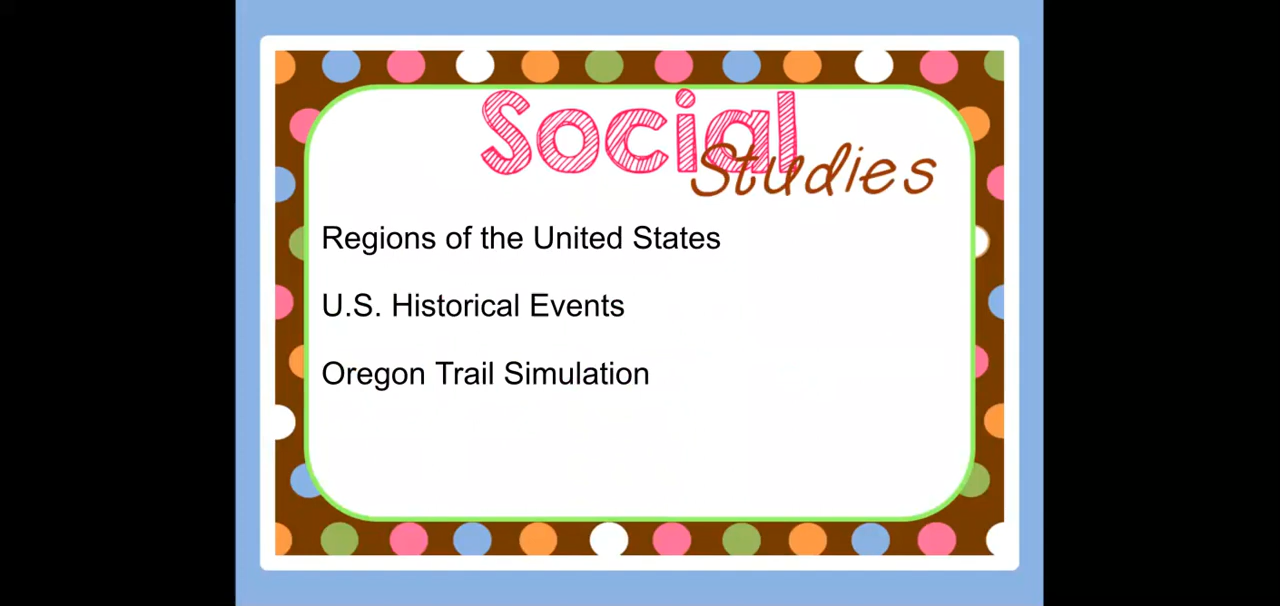 Social
Studies
Regions of the United States
U.S. Historical Events
Oregon Trail Simulation